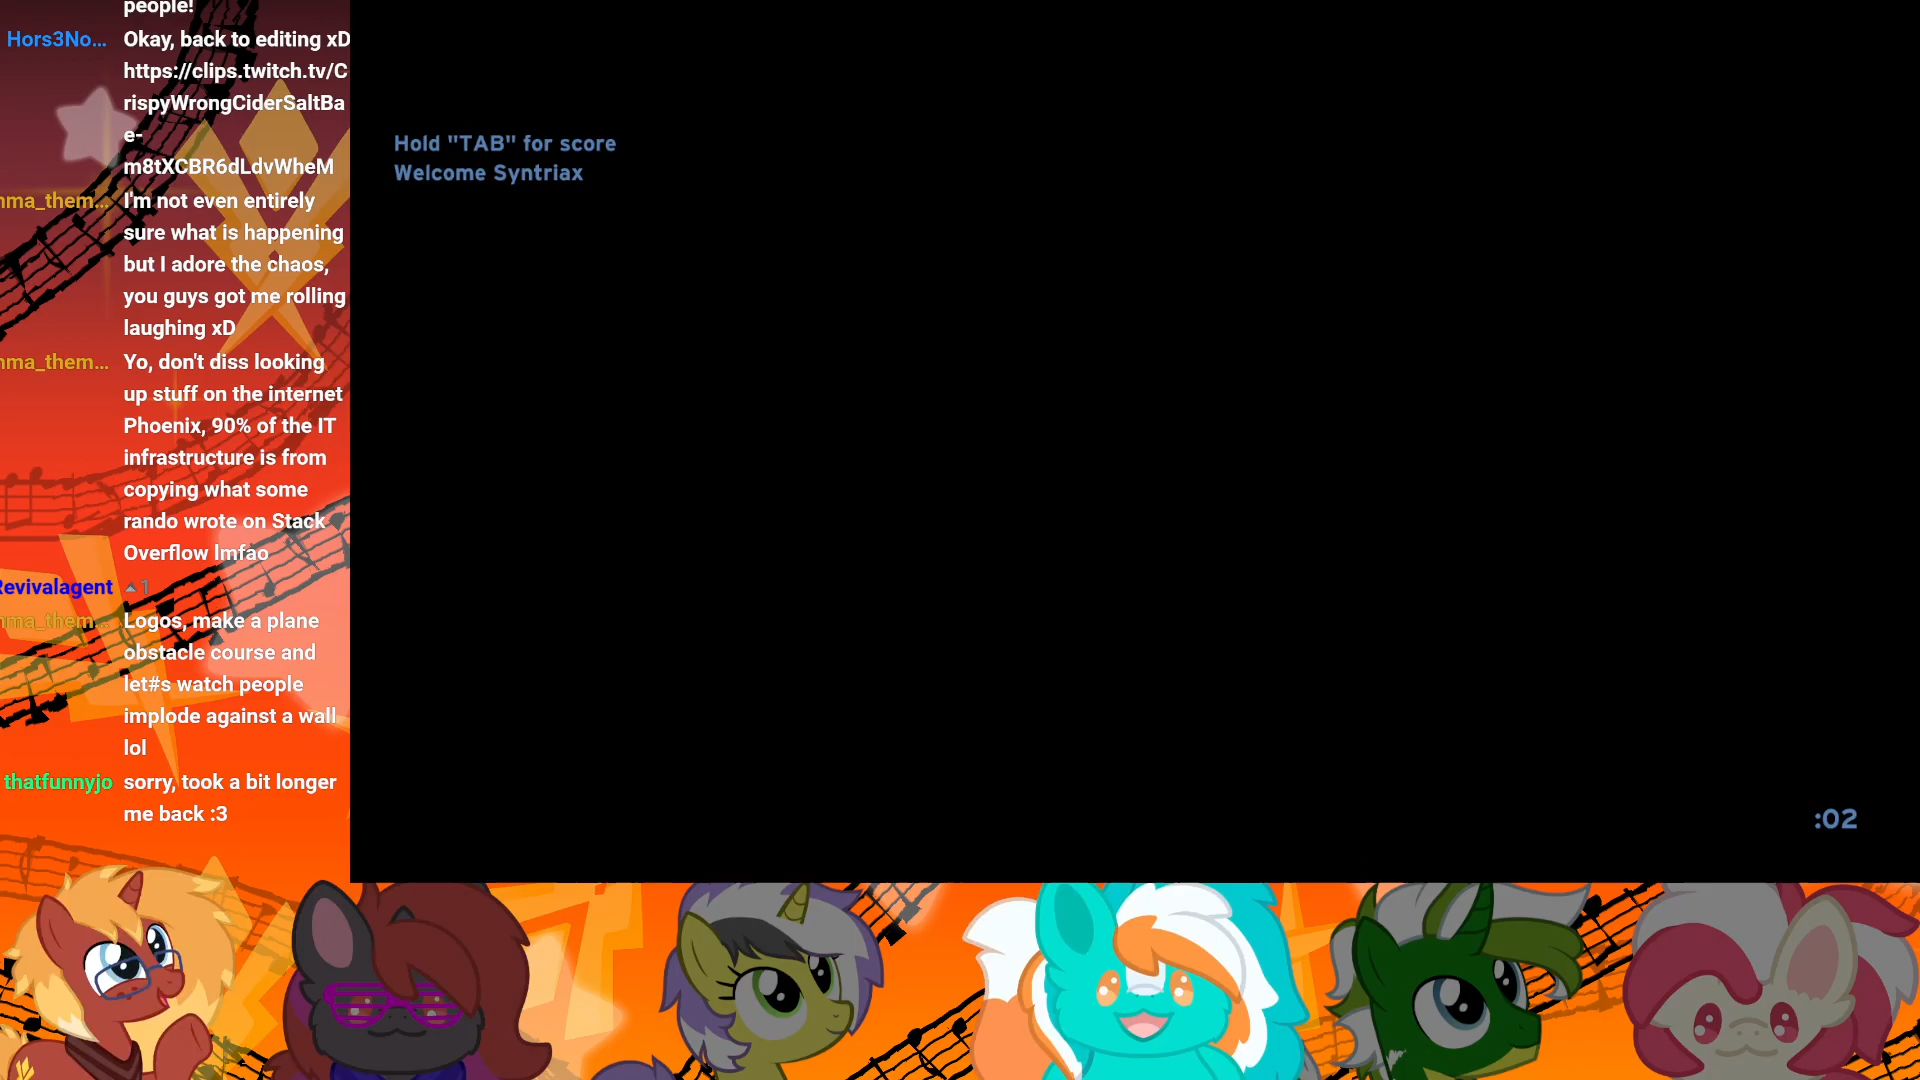 people!
Hors3No... Okay, back to editing xD
https://clips.twitch.tv/C
rispyWrongCiderSaltBa
e-
m8tXCBR6dLdvWheM
nma_them... I'm not even entirely
sure what is happening
but I adore the chaos,
you guys got me rolling
laughing xD
nma_them... Yo, don't diss looking
up stuff on the internet
Phoenix, 90% of the IT
infrastructure is from
copying what some
rando wrote on Stack
Overflow lmfao
Revivalagent 1
nma_them... Logos, make a plane
obstacle course and
let#s watch people
implode against a wall
lol
thatfunnyjo sorry, took a bit longer
me back :3
Hold "TAB" for score
Welcome Syntriax
:02